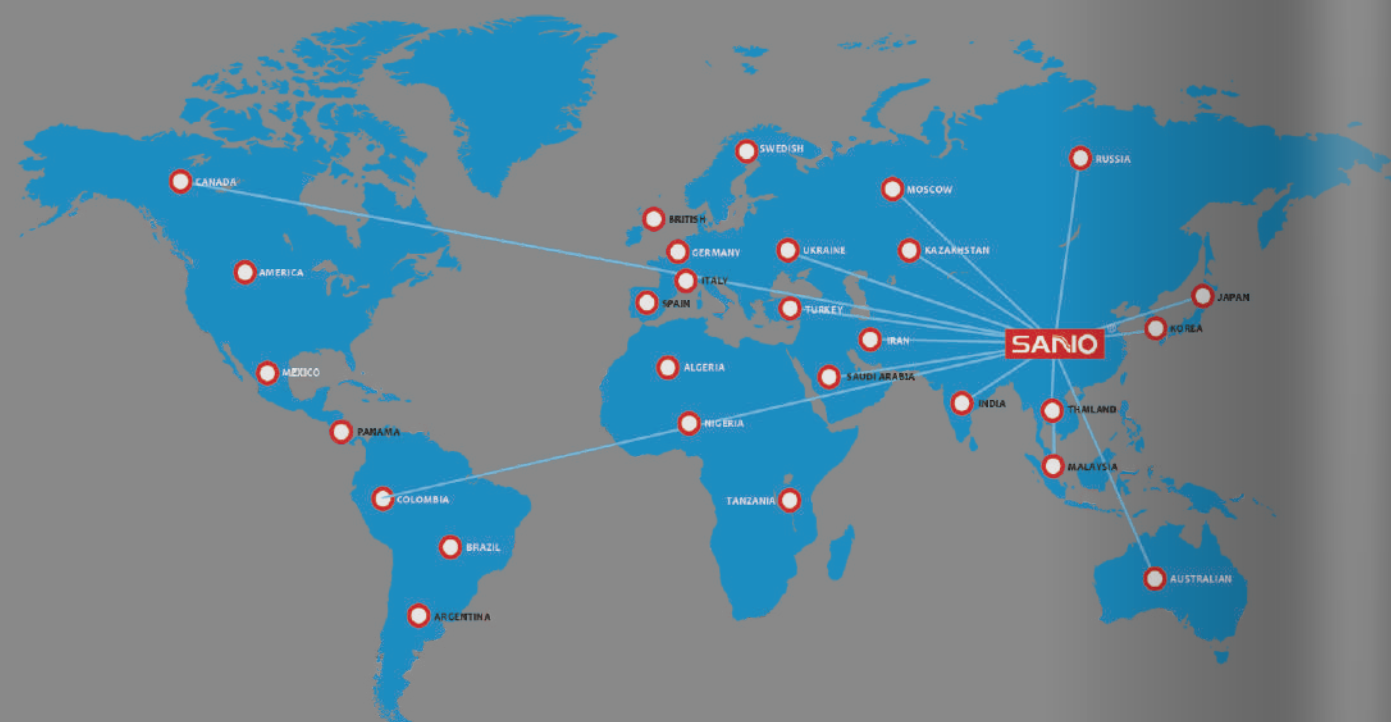 SWEDISH
RUSSIA
CANADA
MOSCOW
BRITISH
GERMANY
UKRAINE
KAZAKHSTAN
AMERICA
ITALY
SPAIN
TURKEY
JAPAN
KOREA
IRAN
SANIO
®
ALGERIA
SAUDI ARABIA
MEXICO
INDIA
THAILAND
NIGERIA
PANAMA
MALAYSIA
COLOMBIA
TANZANIA
BRAZIL
AUSTRALIAN
ARGENTINA